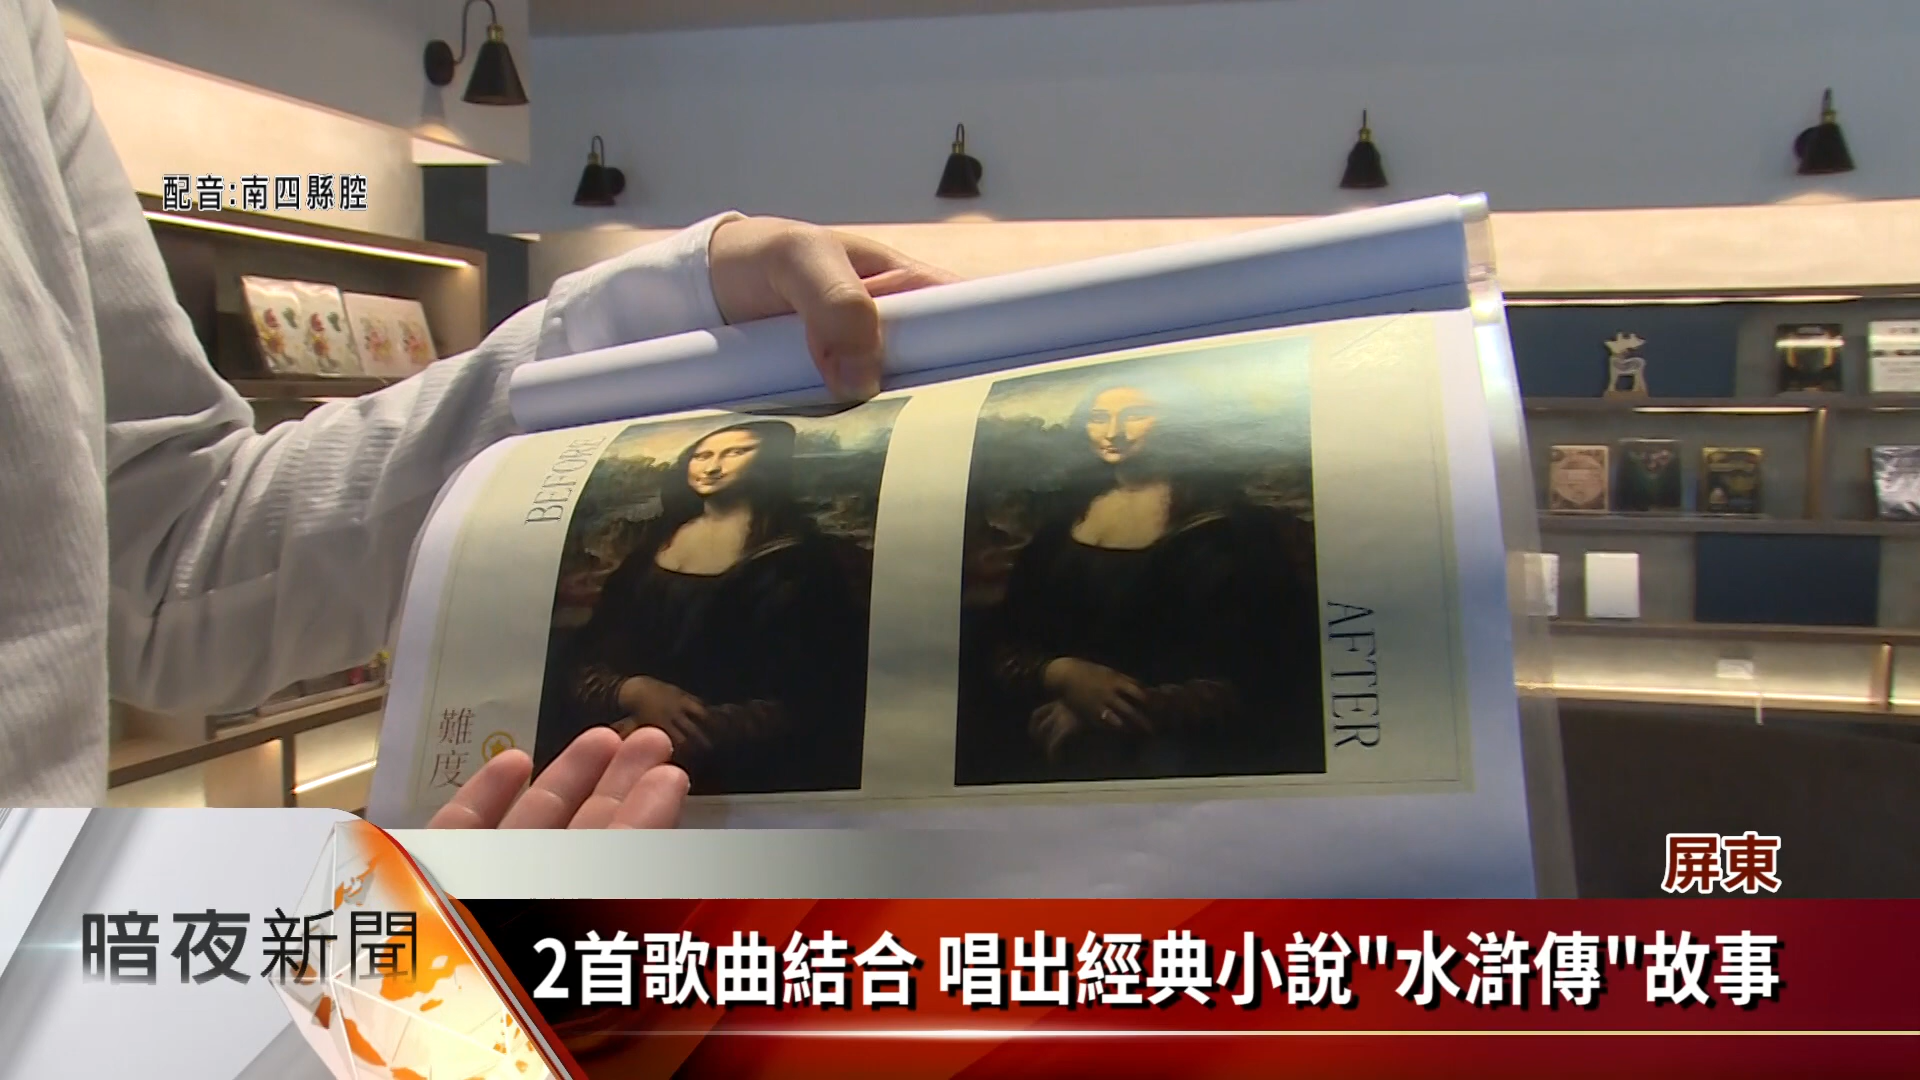 配音:南四縣腔
BEFORE
AFTER
難度
屏東
暗夜新聞
2首歌曲結合 唱出經典小說"水滸傳"故事